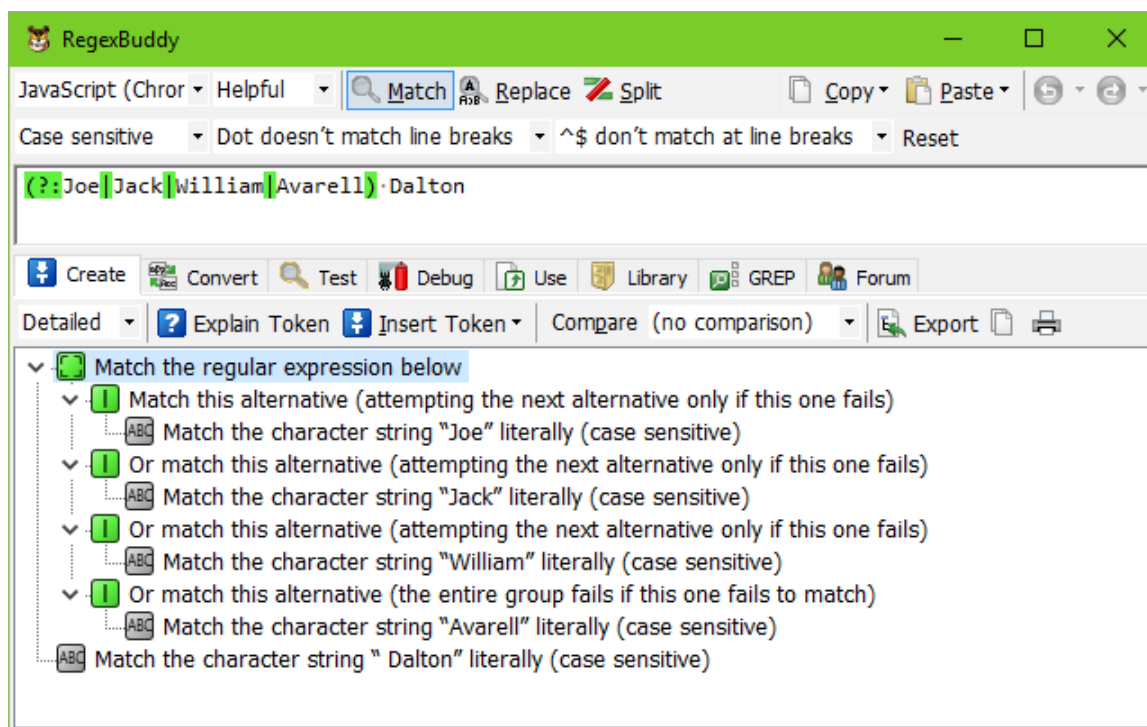 RegexBuddy
JavaScript (Chror Helpful Match Replace Split Copy Paste
Case sensitive Dot doesn’t match line breaks ^$ don’t match at line breaks Reset
(?:Joe|Jack|William|Avarell)·Dalton
Create Convert Test Debug Use Library GREP Forum
Detailed Explain Token Insert Token Compare (no comparison) Export
Match the regular expression below
Match this alternative (attempting the next alternative only if this one fails)
ABC Match the character string “Joe” literally (case sensitive)
Or match this alternative (attempting the next alternative only if this one fails)
ABC Match the character string “Jack” literally (case sensitive)
Or match this alternative (attempting the next alternative only if this one fails)
ABC Match the character string “William” literally (case sensitive)
Or match this alternative (the entire group fails if this one fails to match)
ABC Match the character string “Avarell” literally (case sensitive)
ABC Match the character string “ Dalton” literally (case sensitive)